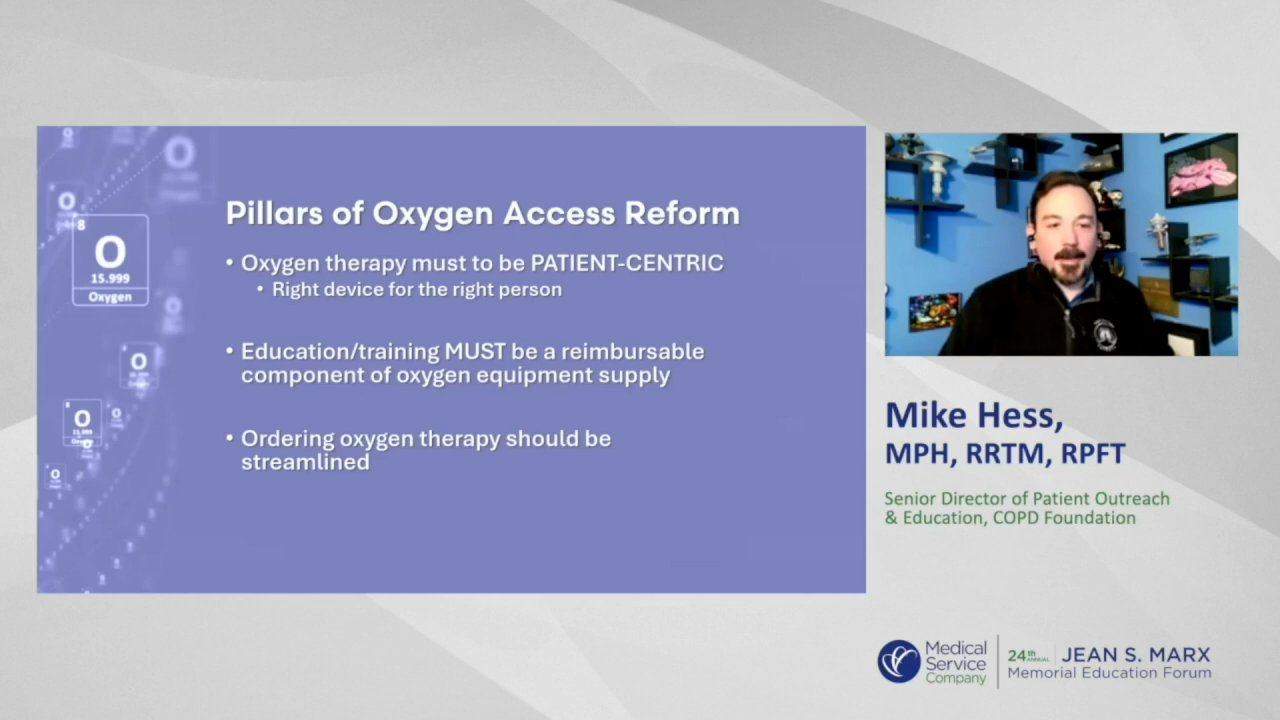 Pillars of Oxygen Access Reform
• Oxygen therapy must to be PATIENT-CENTRIC
• Right device for the right person
• Education/training MUST be a reimbursable
component of oxygen equipment supply
• Ordering oxygen therapy should be
streamlined
8
O
15.999
Oxygen
O
Oxygen
O
O
O
O
15.999
O
O
O
Mike Hess,
MPH, RRTM, RPFT
Senior Director of Patient Outreach
& Education, COPD Foundation
Medical
Service
Company
24th ANNUAL JEAN S. MARX
Memorial Education Forum